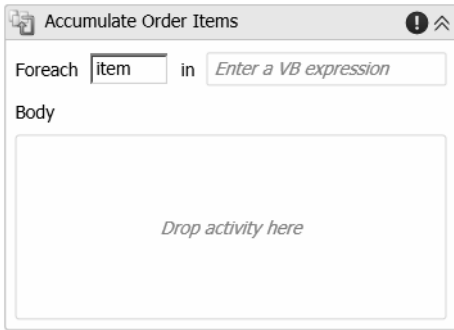 Accumulate Order Items
Foreach item in Enter a VB expression
Body
Drop activity here